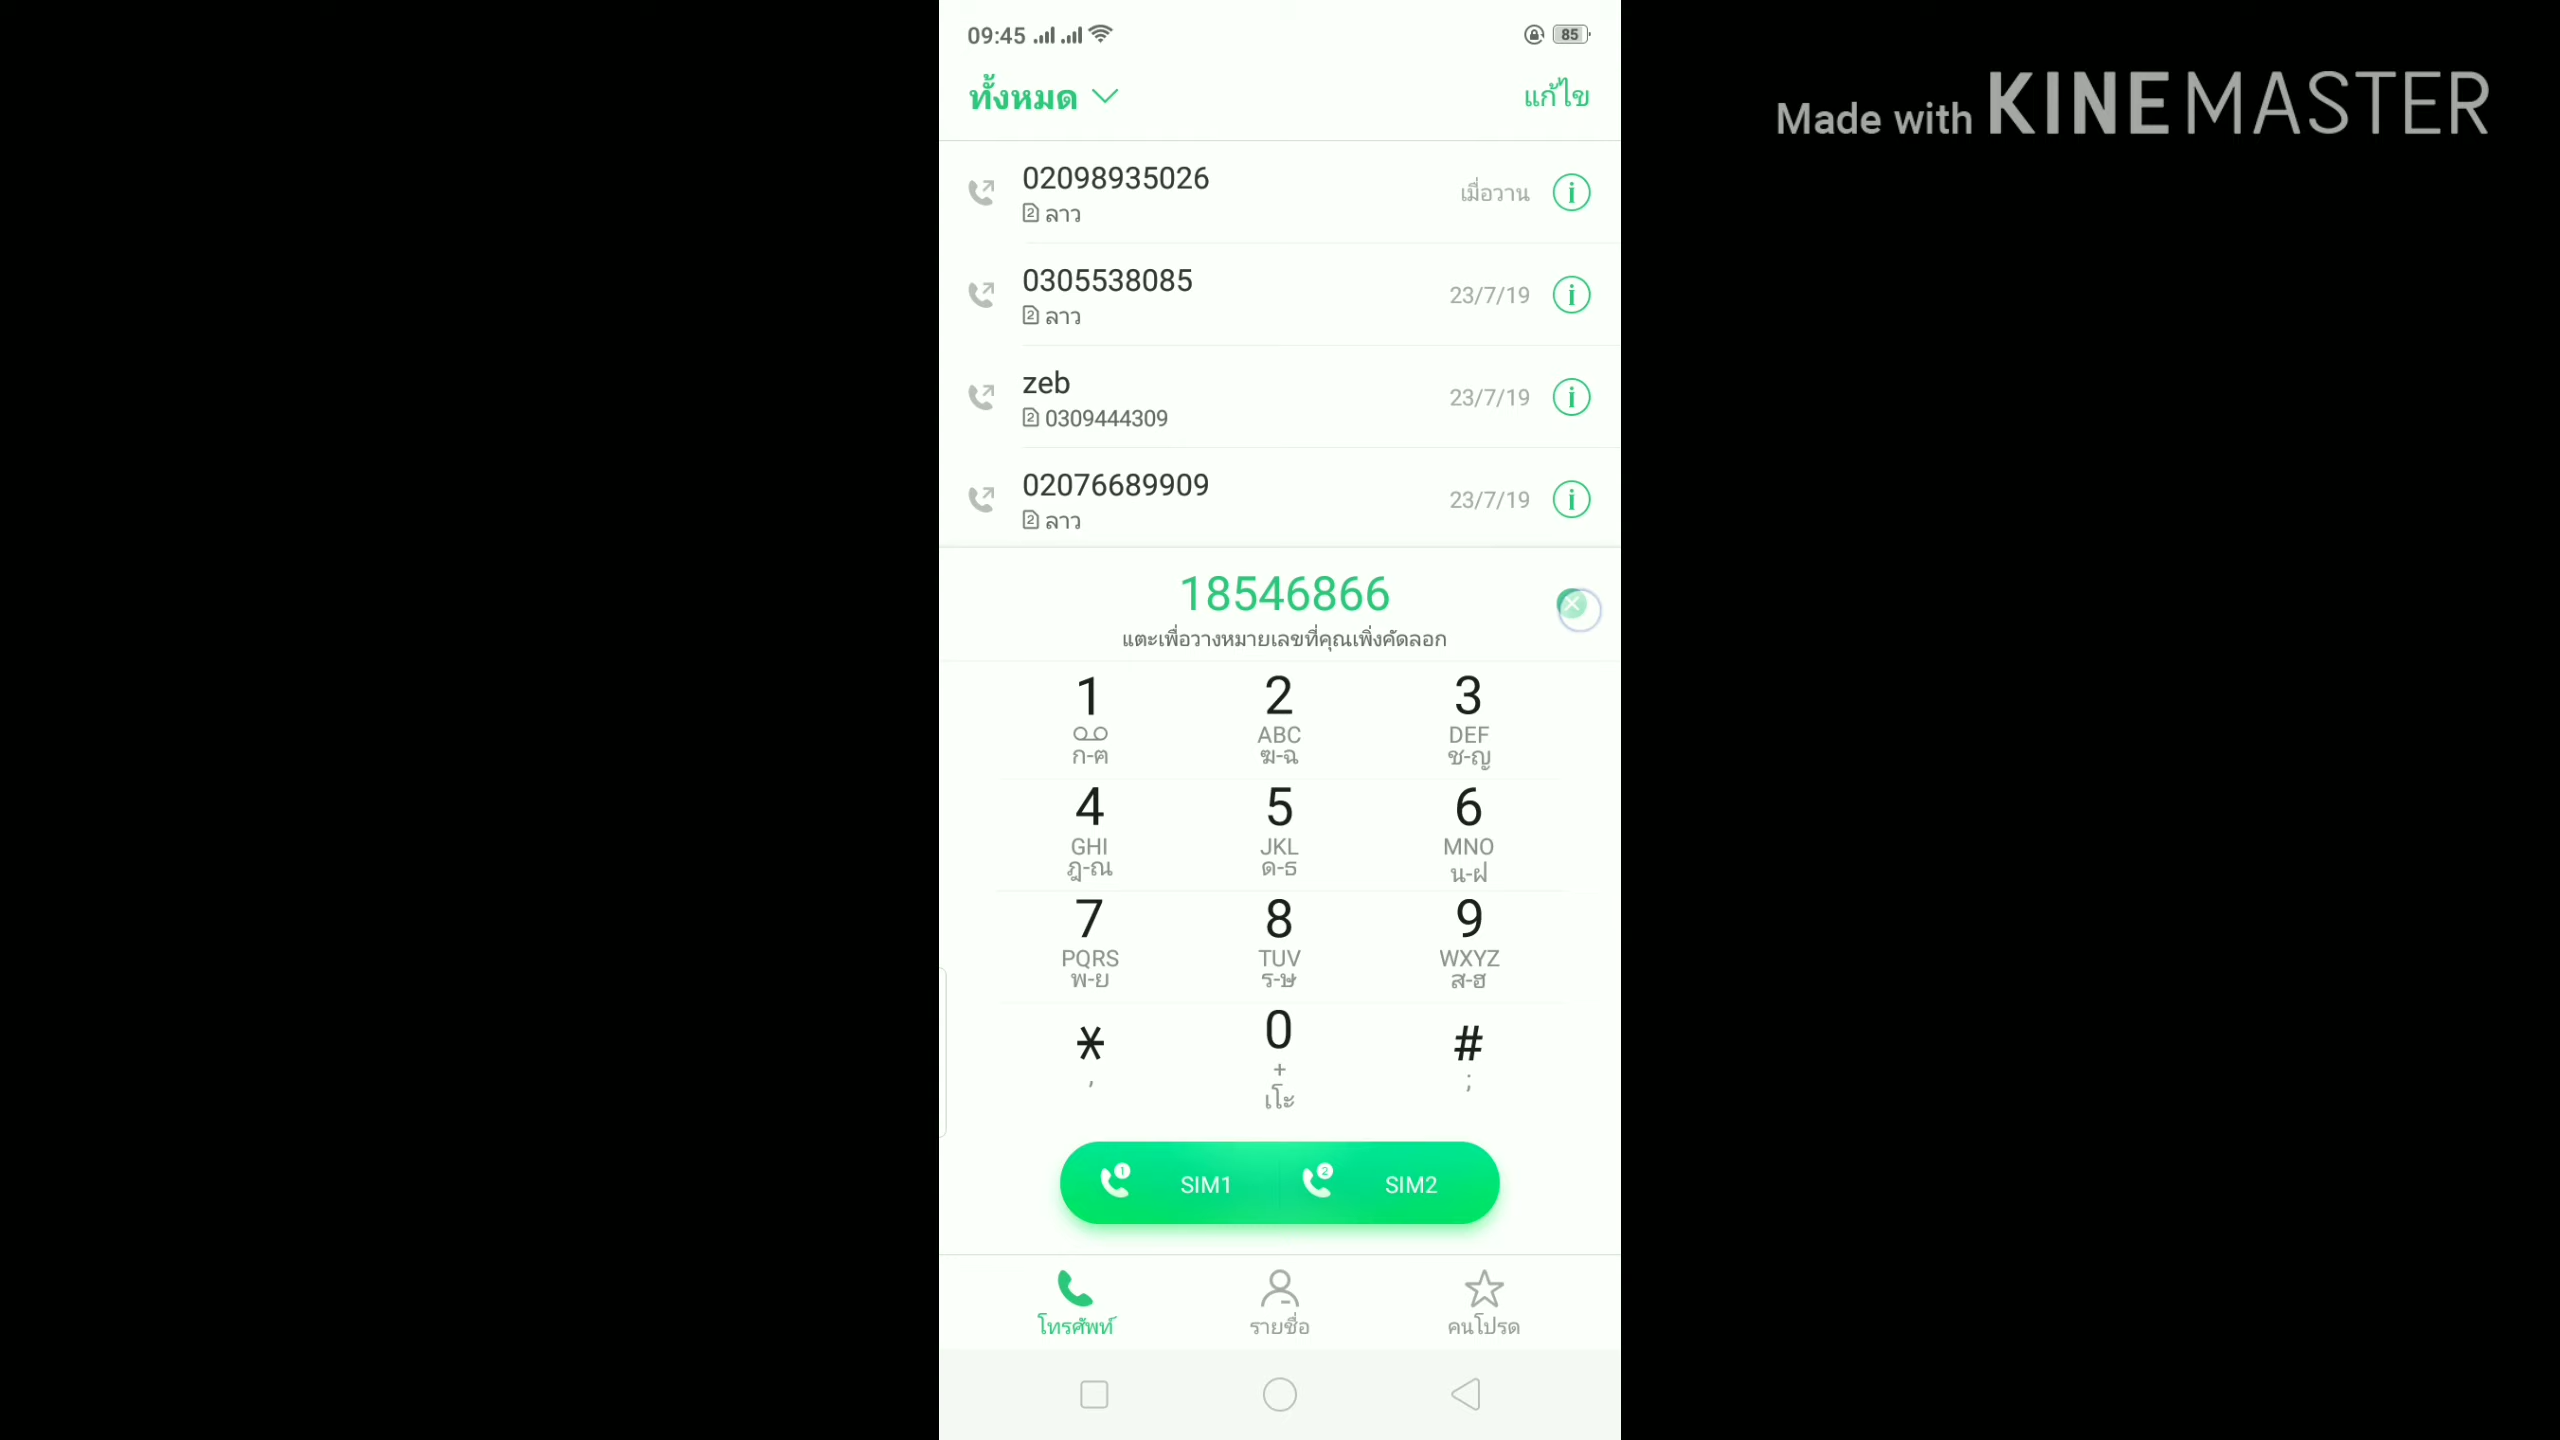 09:45
85
ทั้งหมด
แก้ไข
Made with KINEMASTER
02098935026
2 ลาว
เมื่อวาน
0305538085
2 ลาว
23/7/19
zeb
2 0309444309
23/7/19
02076689909
2 ลาว
23/7/19
18546866
แตะเพื่อวางหมายเลขที่คุณเพิ่งคัดลอก
1 2 3
ABC DEF
ก-ฅ ฆ-ฉ ช-ญ
4 5 6
GHI JKL MNO
ฎ-ณ ด-ธ น-ฝ
7 8 9
PQRS TUV WXYZ
พ-ย ร-ษ ส-ฮ
* 0 #
, + ;
เโะ
1 SIM1 2 SIM2
โทรศัพท์ รายชื่อ คนโปรด